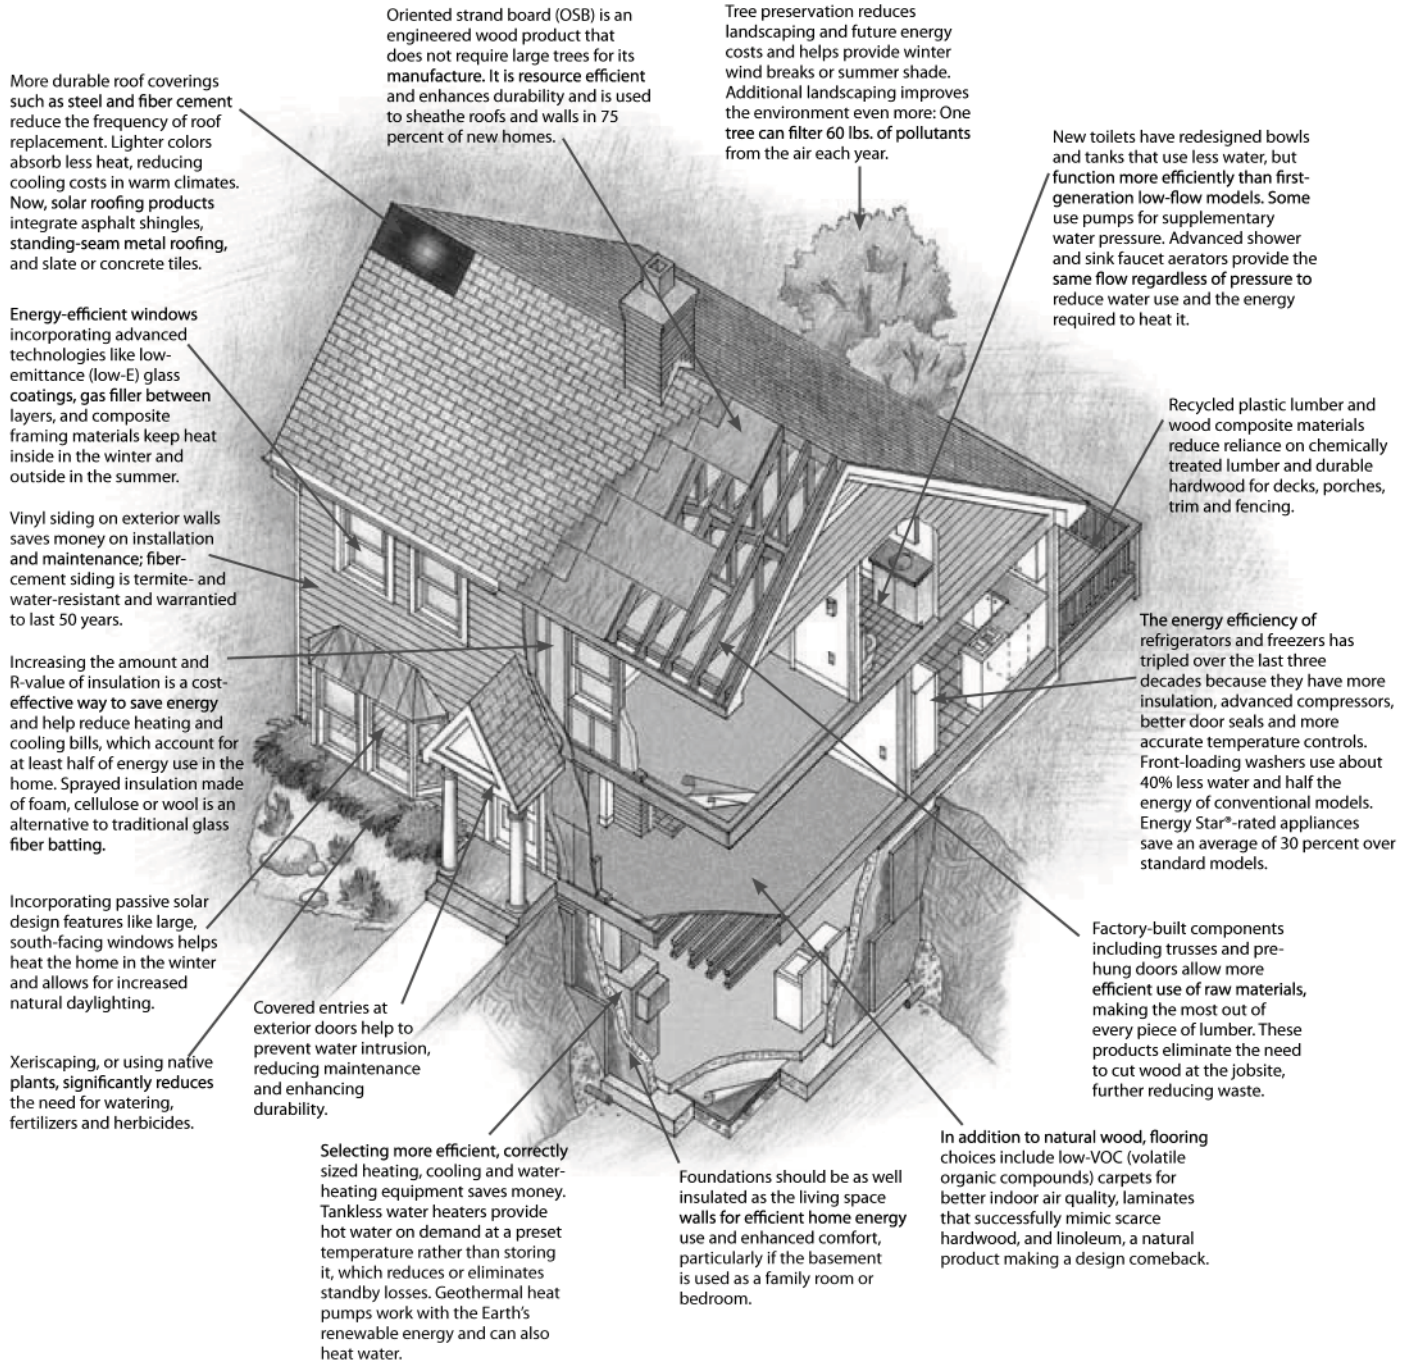 Oriented strand board (OSB) is an
engineered wood product that
does not require large trees for its
manufacture. It is resource efficient
and enhances durability and is used
to sheathe roofs and walls in 75
percent of new homes.
Tree preservation reduces
landscaping and future energy
costs and helps provide winter
wind breaks or summer shade.
Additional landscaping improves
the environment even more: One
tree can filter 60 lbs. of pollutants
from the air each year.
More durable roof coverings
such as steel and fiber cement
reduce the frequency of roof
replacement. Lighter colors
absorb less heat, reducing
cooling costs in warm climates.
Now, solar roofing products
integrate asphalt shingles,
standing-seam metal roofing,
and slate or concrete tiles.
New toilets have redesigned bowls
and tanks that use less water, but
function more efficiently than first-
generation low-flow models. Some
use pumps for supplementary
water pressure. Advanced shower
and sink faucet aerators provide the
same flow regardless of pressure to
reduce water use and the energy
required to heat it.
Energy-efficient windows
incorporating advanced
technologies like low-
emittance (low-E) glass
coatings, gas filler between
layers, and composite
framing materials keep heat
inside in the winter and
outside in the summer.
Recycled plastic lumber and
wood composite materials
reduce reliance on chemically
treated lumber and durable
hardwood for decks, porches,
trim and fencing.
Vinyl siding on exterior walls
saves money on installation
and maintenance; fiber-
cement siding is termite- and
water-resistant and warrantied
to last 50 years.
The energy efficiency of
refrigerators and freezers has
tripled over the last three
decades because they have more
insulation, advanced compressors,
better door seals and more
accurate temperature controls.
Front-loading washers use about
40% less water and half the
energy of conventional models.
Energy Star®-rated appliances
save an average of 30 percent over
standard models.
Increasing the amount and
R-value of insulation is a cost-
effective way to save energy
and help reduce heating and
cooling bills, which account for
at least half of energy use in the
home. Sprayed insulation made
of foam, cellulose or wool is an
alternative to traditional glass
fiber batting.
Incorporating passive solar
design features like large,
south-facing windows helps
heat the home in the winter
and allows for increased
natural daylighting.
Factory-built components
including trusses and pre-
hung doors allow more
efficient use of raw materials,
making the most out of
every piece of lumber. These
products eliminate the need
to cut wood at the jobsite,
further reducing waste.
Covered entries at
exterior doors help to
prevent water intrusion,
reducing maintenance
and enhancing
durability.
Xeriscaping, or using native
plants, significantly reduces
the need for watering,
fertilizers and herbicides.
Selecting more efficient, correctly
sized heating, cooling and water-
heating equipment saves money.
Tankless water heaters provide
hot water on demand at a preset
temperature rather than storing
it, which reduces or eliminates
standby losses. Geothermal heat
pumps work with the Earth's
renewable energy and can also
heat water.
Foundations should be as well
insulated as the living space
walls for efficient home energy
use and enhanced comfort,
particularly if the basement
is used as a family room or
bedroom.
In addition to natural wood, flooring
choices include low-VOC (volatile
organic compounds) carpets for
better indoor air quality, laminates
that successfully mimic scarce
hardwood, and linoleum, a natural
product making a design comeback.